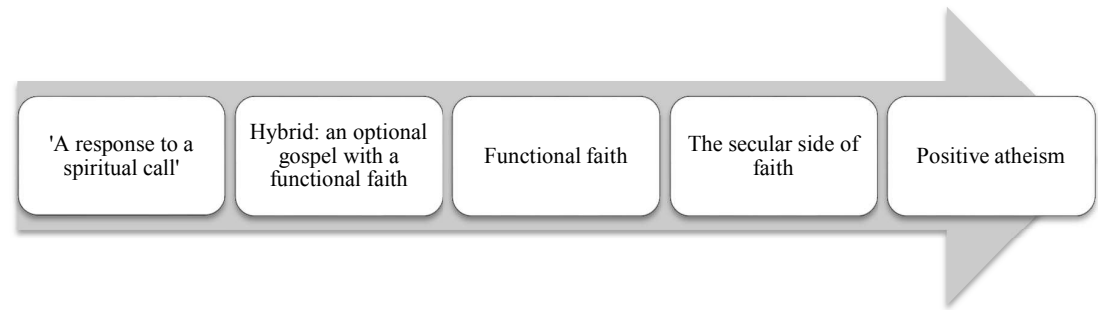 'A response to a
spiritual call'
Hybrid: an optional
gospel with a
functional faith
Functional faith
The secular side of
faith
Positive atheism